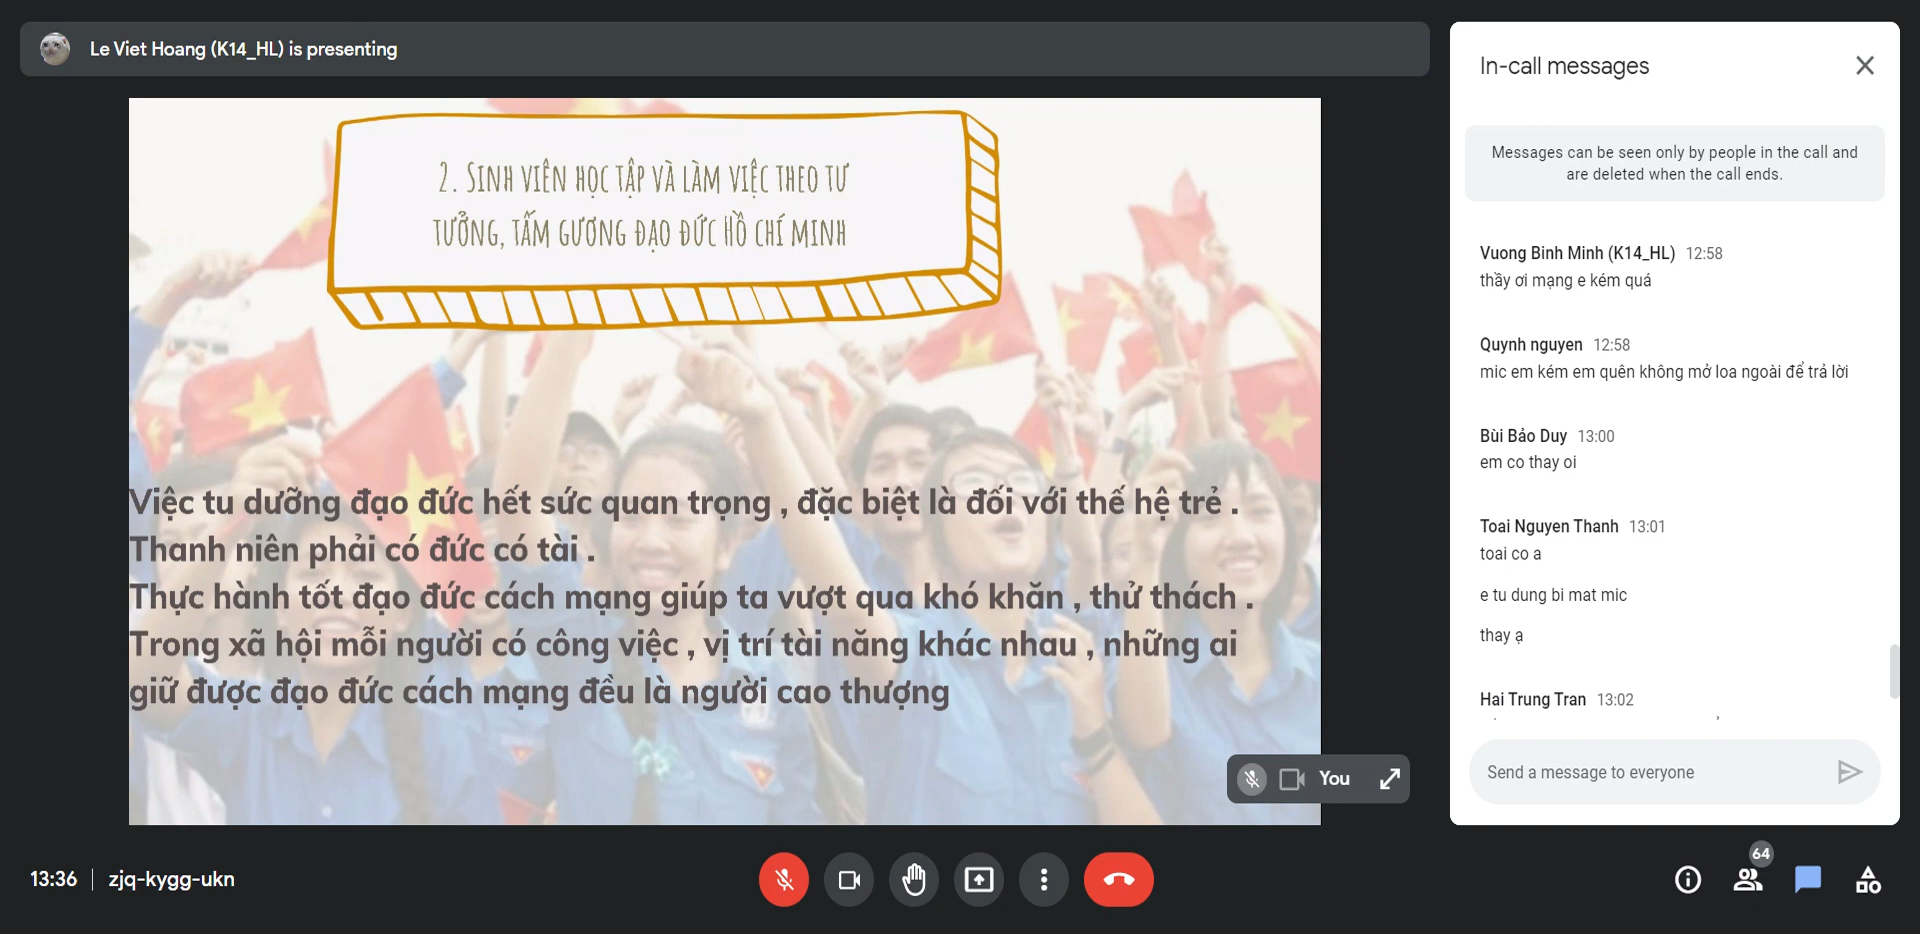 Le Viet Hoang (K14_HL) is presenting
2. Sinh viên học tập và làm việc theo tư
tưởng, tấm gương đạo đức Hồ chí minh
Việc tu dưỡng đạo đức hết sức quan trọng , đặc biệt là đối với thế hệ trẻ .
Thanh niên phải có đức có tài .
Thực hành tốt đạo đức cách mạng giúp ta vượt qua khó khăn , thử thách .
Trong xã hội mỗi người có công việc , vị trí tài năng khác nhau , những ai
giữ được đạo đức cách mạng đều là người cao thượng
You
In-call messages
Messages can be seen only by people in the call and
are deleted when the call ends.
Vuong Binh Minh (K14_HL) 12:58
thầy ơi mạng e kém quá
Quynh nguyen 12:58
mic em kém em quên không mở loa ngoài để trả lời
Bùi Bảo Duy 13:00
em co thay oi
Toai Nguyen Thanh 13:01
toai co a
e tu dung bi mat mic
thay ạ
Hai Trung Tran 13:02
Send a message to everyone
13:36 | zjq-kygg-ukn
64